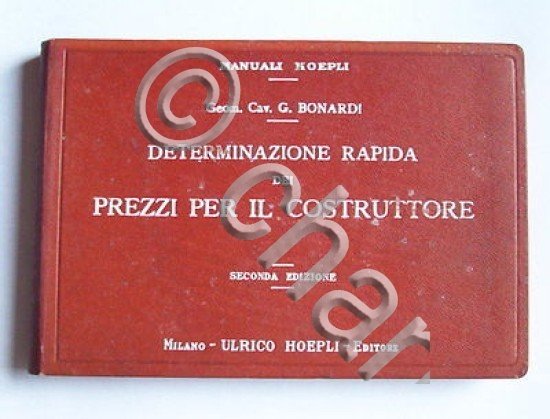 MANUALI HOEPLI
Geom. Cav. G. BONARDI
DETERMINAZIONE RAPIDA
DEI
PREZZI PER IL COSTRUTTORE
SECONDA EDIZIONE
MILANO - ULRICO HOEPLI - EDITORE
© char